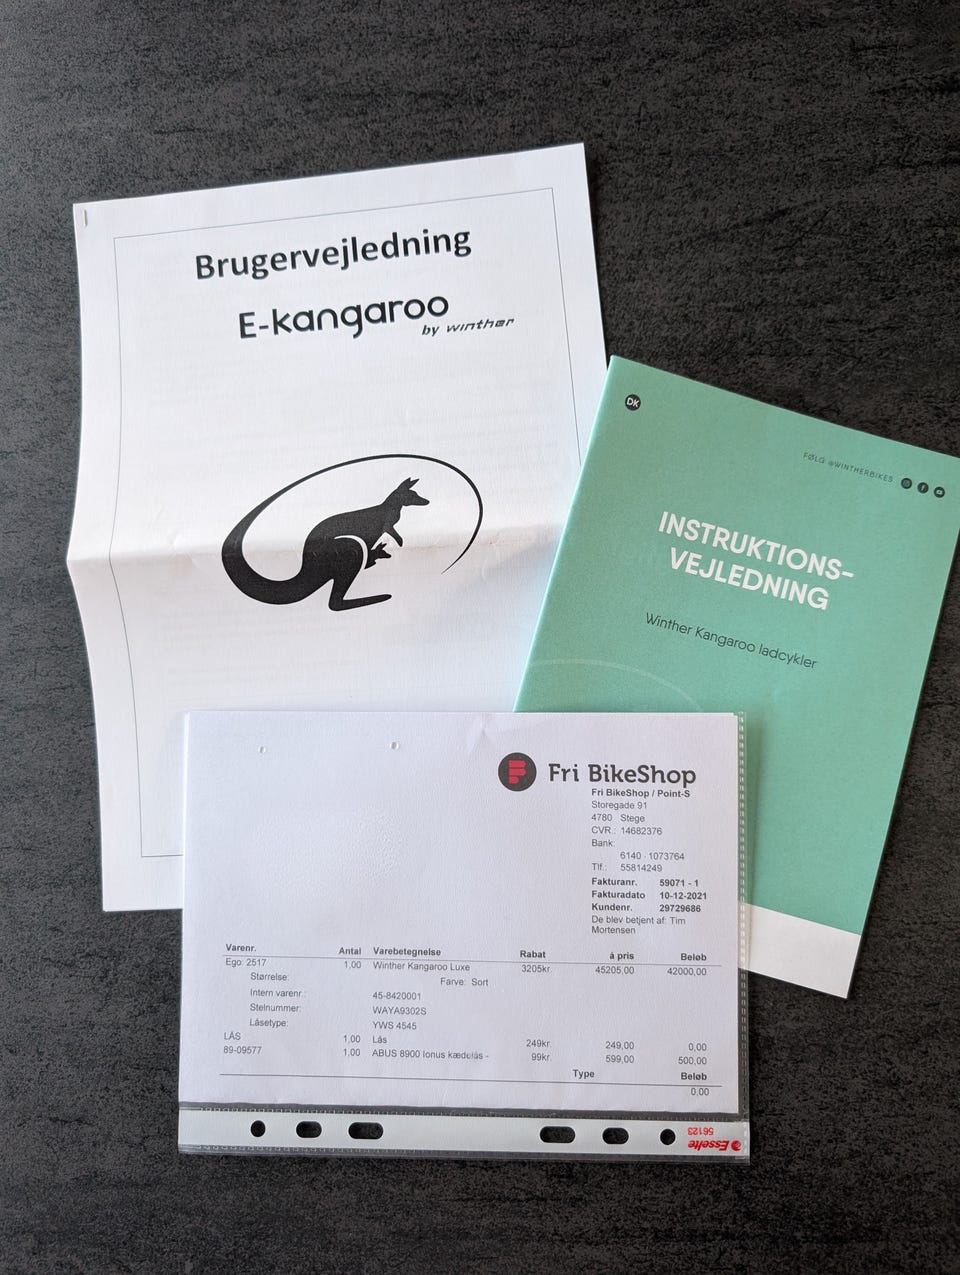 Brugervejledning
E-kangaroo
by winther
DK
FØLG @WINTHERBIKES
INSTRUKTIONS-
VEJLEDNING
Winther Kangaroo ladcykler
Fri BikeShop
Fri BikeShop / Point-S
Storegade 91
4780 Stege
CVR.: 14682376
Bank:
6140 - 1073764
Tlf.: 55814249
Fakturanr. 59071 - 1
Fakturadato 10-12-2021
Kundenr. 29729686
De blev betjent af: Tim
Mortensen
Varenr. Antal Varebetegnelse Rabat á pris Beløb
Ego: 2517 1,00 Winther Kangaroo Luxe 3205kr. 45205,00 42000,00
Størrelse: Farve: Sort
Intern varenr.: 45-8420001
Stelnummer: WAYA9302S
Låsetype: YWS 4545
LÅS 1,00 Lås 249kr. 249,00 0,00
89-09577 1,00 ABUS 8900 Ionus kædelås - 99kr. 599,00 500,00
Type Beløb
0,00
Esselte
56123